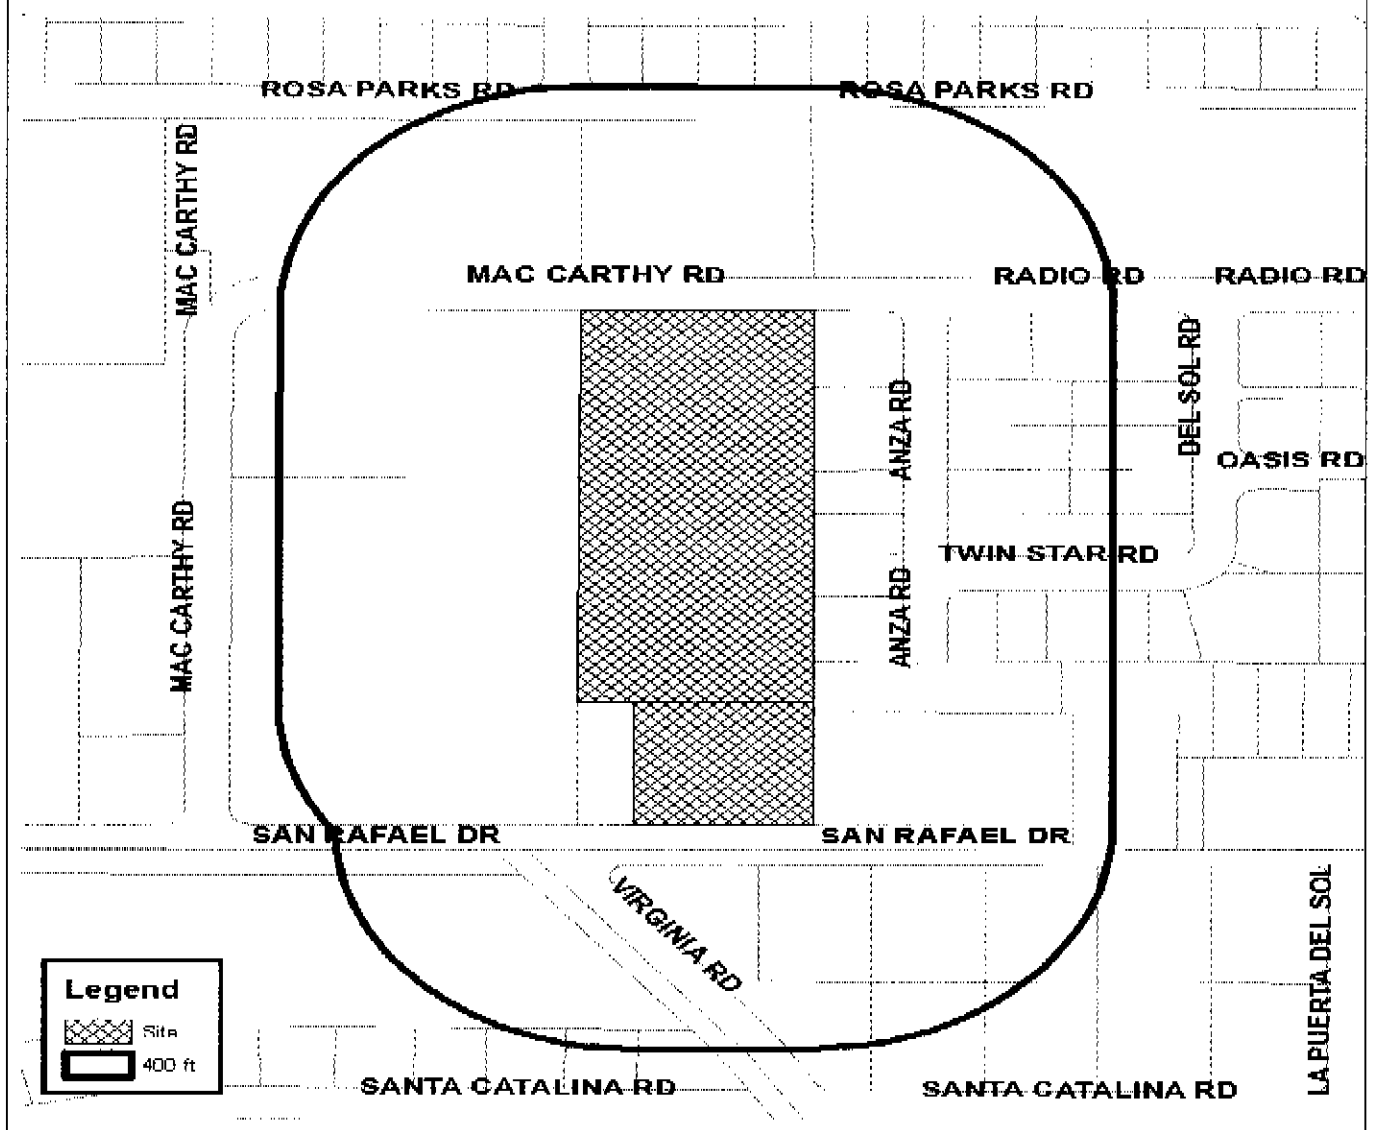 ROSA PARKS RD
ROSA PARKS RD
MAC CARTHY RD
MAC CARTHY RD
RADIO RD
RADIO RD
DEL SOL RD
ANZA RD
OASIS RD
MAC CARTHY RD
TWIN STAR RD
ANZA RD
SAN RAFAEL DR
SAN RAFAEL DR
VIRGINIA RD
LA PUERTA DEL SOL
Legend
Site
400 ft
SANTA CATALINA RD
SANTA CATALINA RD